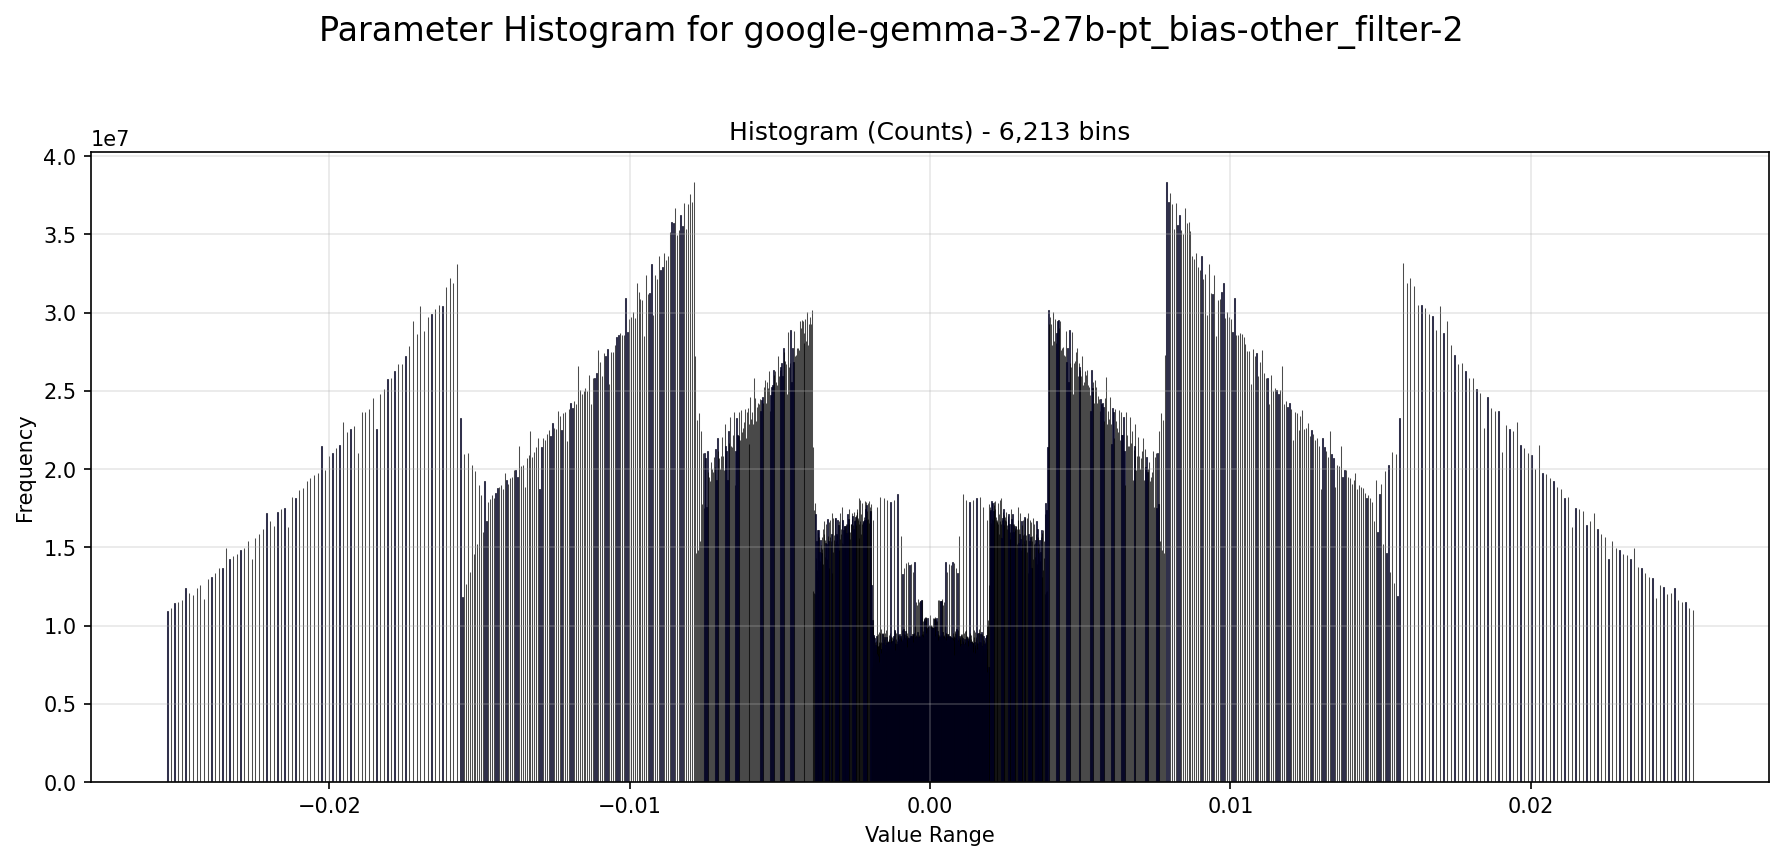 Parameter Histogram for google-gemma-3-27b-pt_bias-other_filter-2
Histogram (Counts) - 6,213 bins
1e7
4.0
3.5
3.0
2.5
2.0
1.5
1.0
0.5
0.0
Frequency
−0.02 −0.01 0.00 0.01 0.02
Value Range